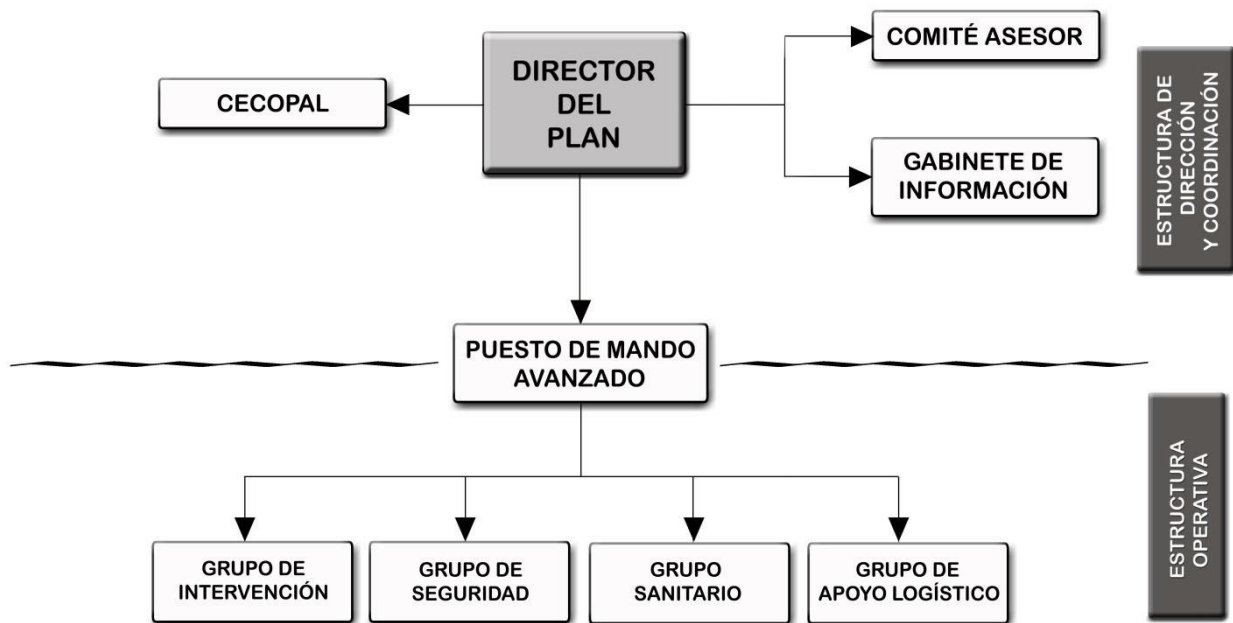 COMITÉ ASESOR
DIRECTOR
DEL
PLAN
CECOPAL
GABINETE DE
INFORMACIÓN
ESTRUCTURA DE
DIRECCIÓN
Y COORDINACIÓN
PUESTO DE MANDO
AVANZADO
GRUPO DE
INTERVENCIÓN
GRUPO DE
SEGURIDAD
GRUPO
SANITARIO
GRUPO DE
APOYO LOGÍSTICO
ESTRUCTURA
OPERATIVA